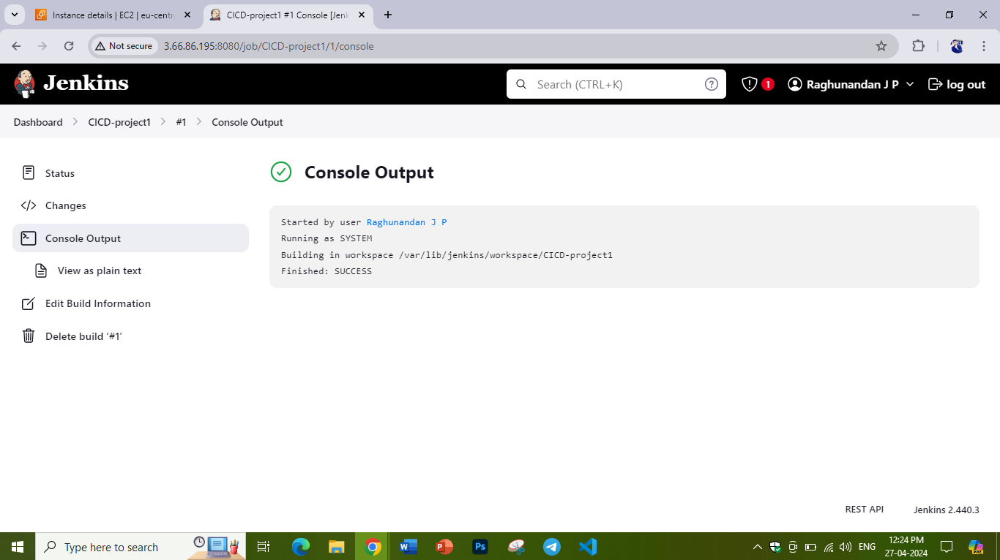 Instance details | EC2 | eu-centr
CICD-project1 #1 Console [Jenk
Not secure
3.66.86.195:8080/job/CICD-project1/1/console
Jenkins
Search (CTRL+K)
?
1
Raghunandan J P
log out
Dashboard
CICD-project1
#1
Console Output
Status
Changes
Console Output
View as plain text
Edit Build Information
Delete build ‘#1’
Console Output
Started by user Raghunandan J P
Running as SYSTEM
Building in workspace /var/lib/jenkins/workspace/CICD-project1
Finished: SUCCESS
REST API
Jenkins 2.440.3
Type here to search
W
P
Ps
ENG
12:24 PM
27-04-2024
PRE